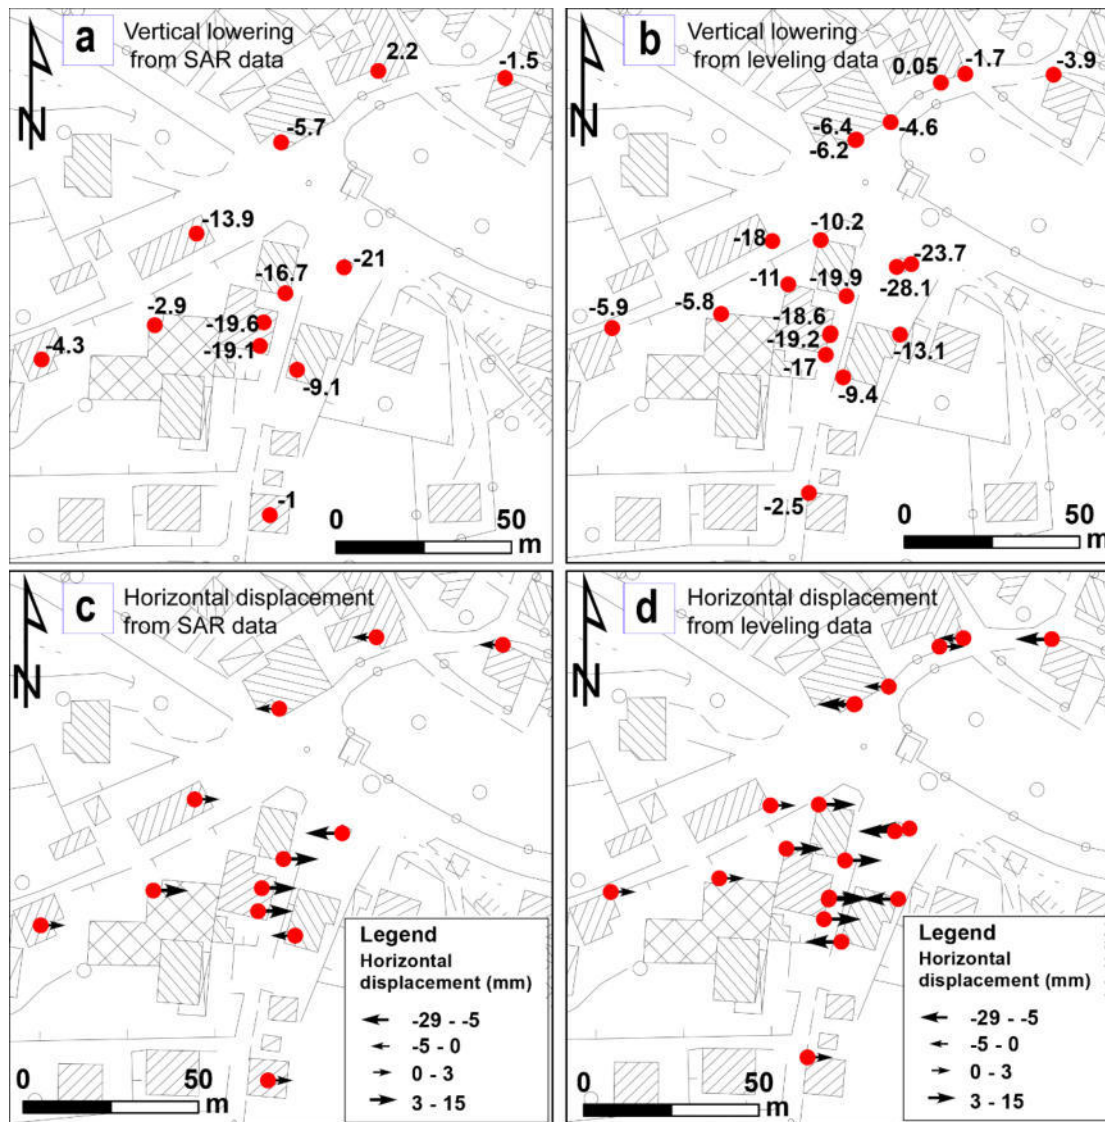 a
Vertical lowering
from SAR data
N
2.2
-1.5
-5.7
-13.9
-21
-16.7
-2.9
-19.6
-4.3
-19.1
-9.1
-1
0
50
m
b
Vertical lowering
from leveling data
N
0.05
-1.7
-3.9
-6.4
-4.6
-6.2
-10.2
-18
-23.7
-11
-19.9
-28.1
-5.9
-5.8
-18.6
-19.2
-13.1
-17
-9.4
-2.5
0
50
m
c
Horizontal displacement
from SAR data
N
Legend
Horizontal
displacement (mm)
-29 - -5
-5 - 0
0 - 3
3 - 15
0
50
m
d
Horizontal displacement
from leveling data
N
Legend
Horizontal
displacement (mm)
-29 - -5
-5 - 0
0 - 3
3 - 15
0
50
m